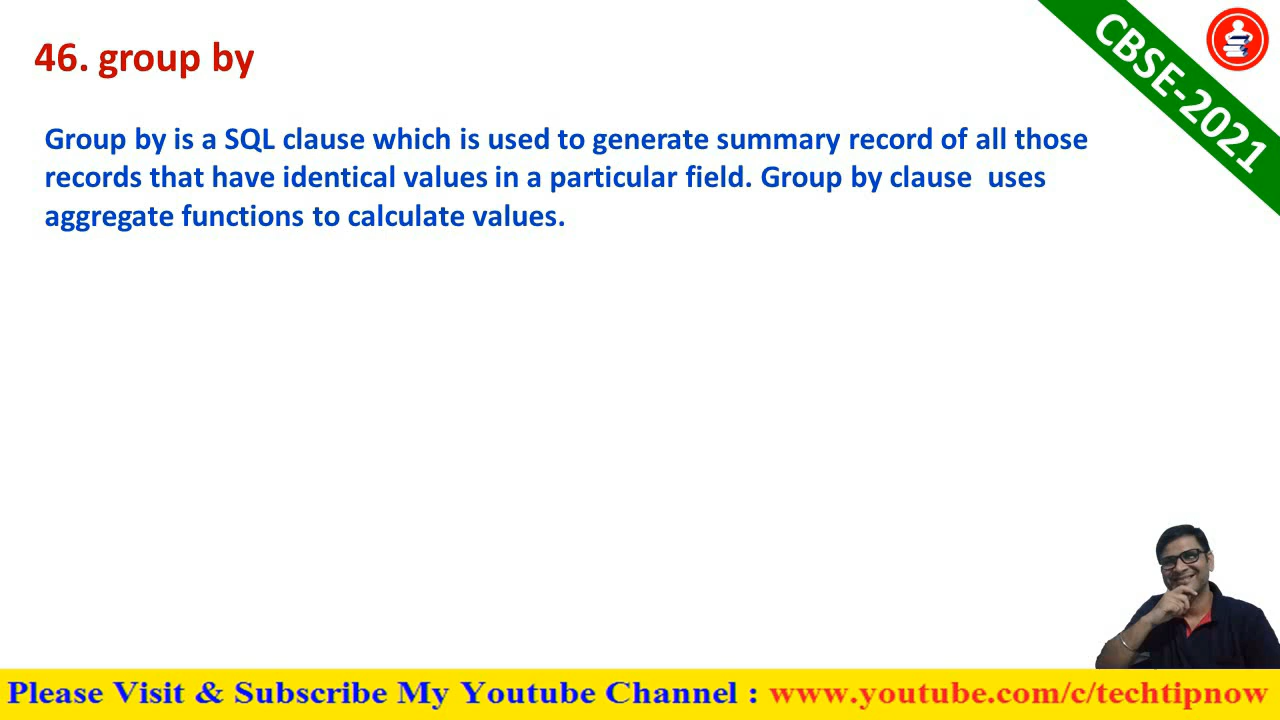 46. group by
CBSE-2021
Group by is a SQL clause which is used to generate summary record of all those
records that have identical values in a particular field. Group by clause  uses
aggregate functions to calculate values.
Please Visit & Subscribe My Youtube Channel : www.youtube.com/c/techtipnow